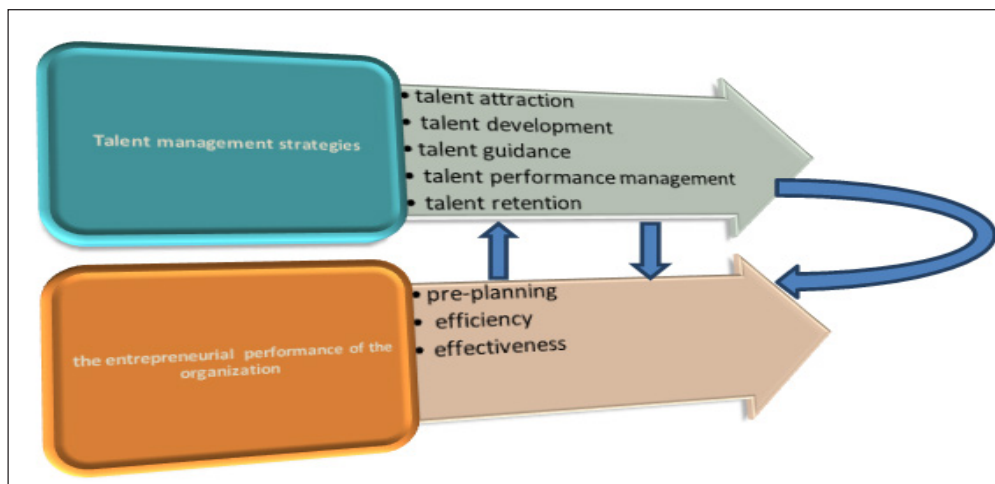 Talent management strategies
• talent attraction
• talent development
• talent guidance
• talent performance management
• talent retention
the entrepreneurial performance of the
organization
• pre-planning
• efficiency
• effectiveness